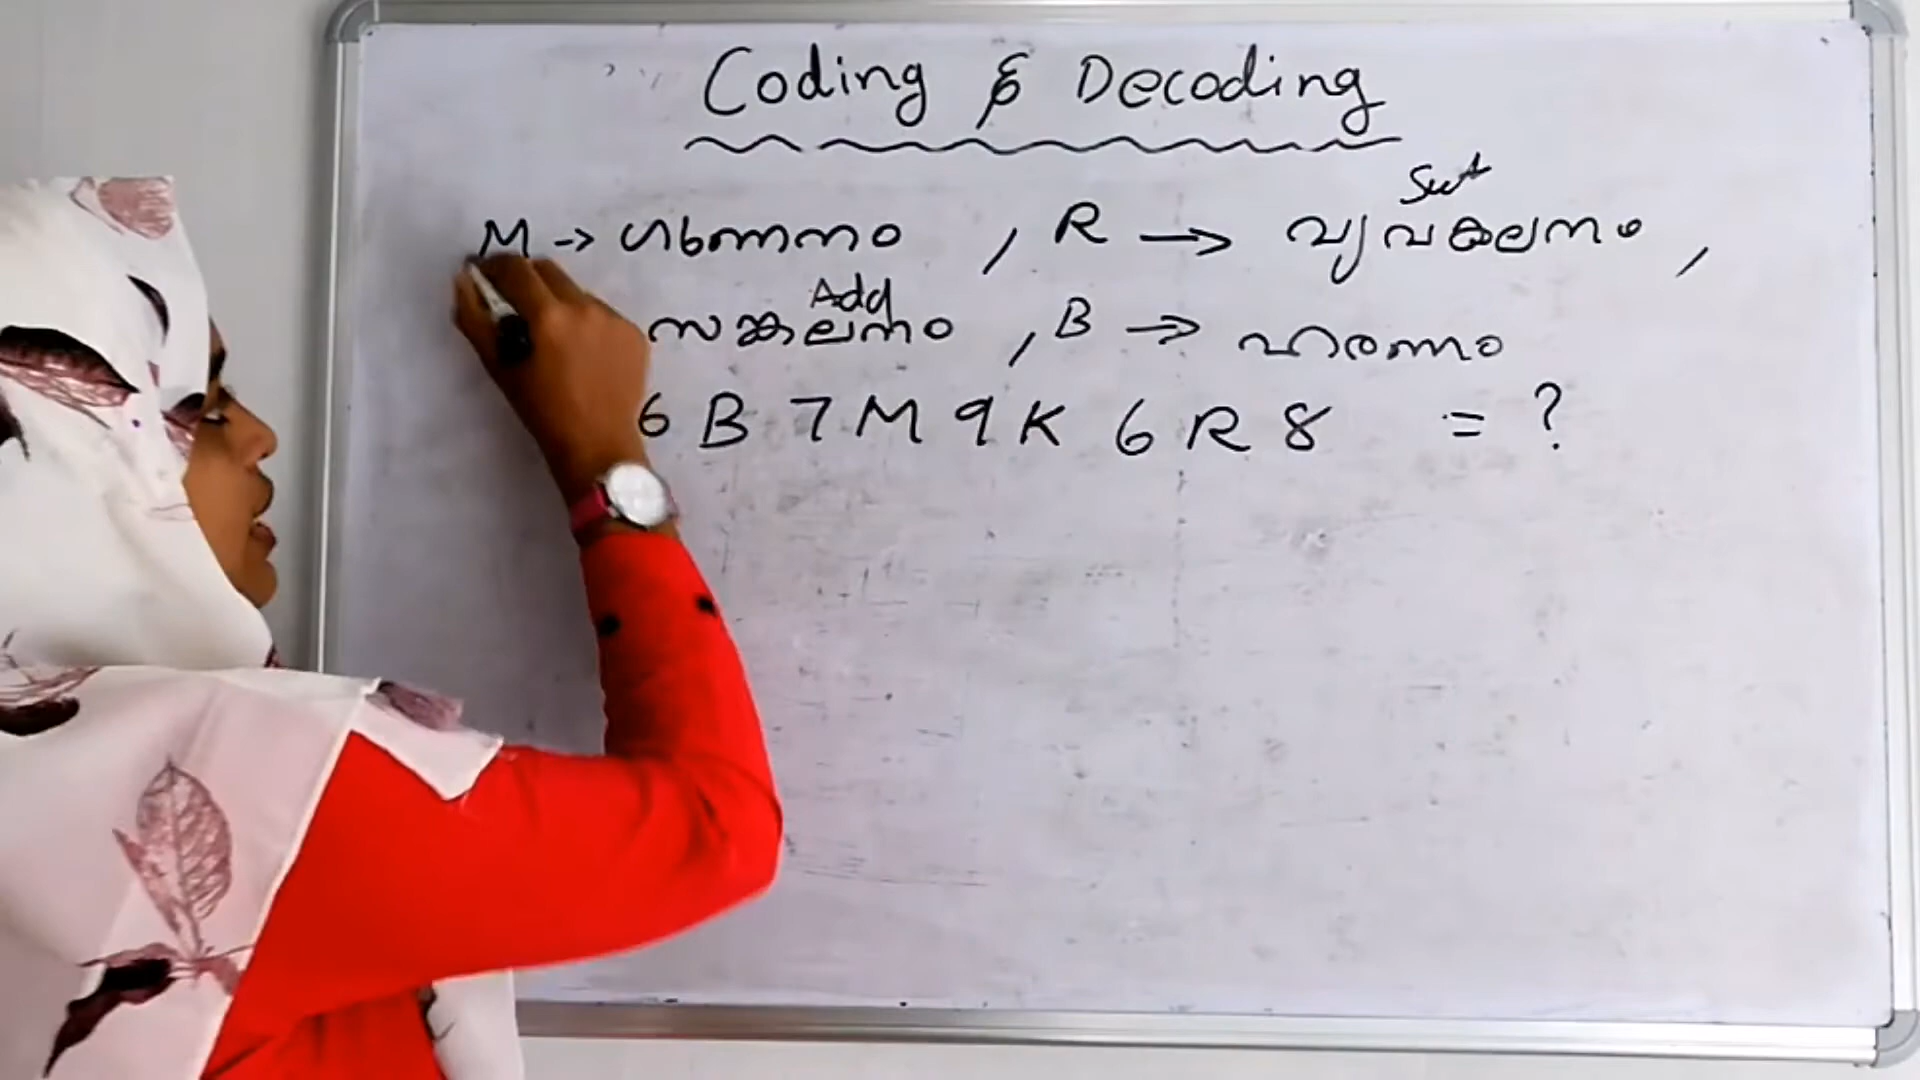 Coding & Decoding
Sub
M -> ഗുണനം , R → വ്യവകലനം ,
Add
സങ്കലനം , B → ഹരണം
6 B 7 M 9 K 6 R 8 = ?